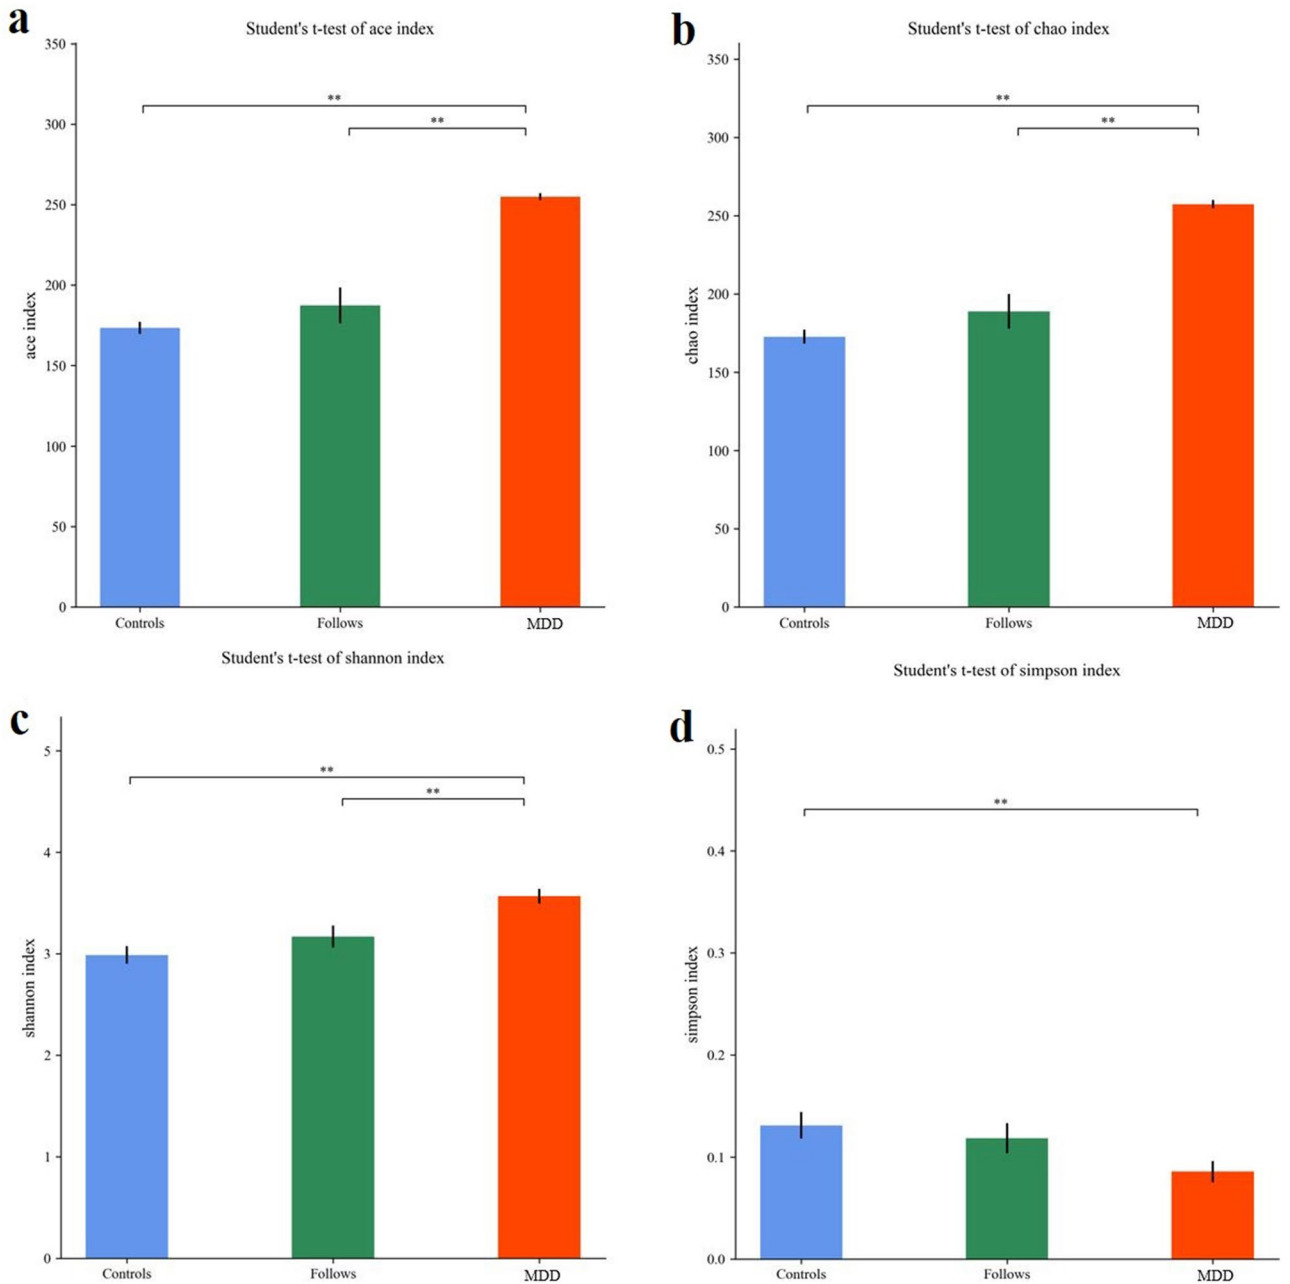 a
Student's t-test of ace index
350
300
250
200
150
100
50
0
ace index
**
**
Controls
Follows
MDD
b
Student's t-test of chao index
350
300
250
200
150
100
50
0
chao index
**
**
Controls
Follows
MDD
Student's t-test of shannon index
c
5
4
3
2
1
0
shannon index
**
**
Controls
Follows
MDD
Student's t-test of simpson index
d
0.5
0.4
0.3
0.2
0.1
0.0
simpson index
**
Controls
Follows
MDD